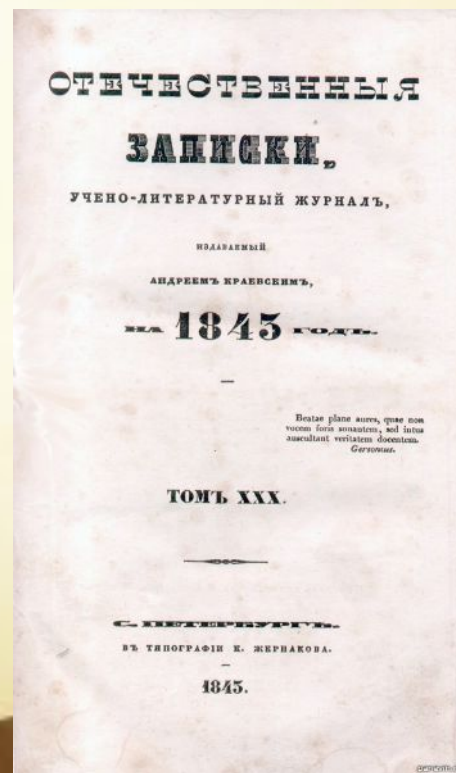 ОТЕЧЕСТВЕННЫЯ
ЗАПИСКИ,
УЧЕНО-ЛИТЕРАТУРНЫЙ ЖУРНАЛЪ,
ИЗДАВАЕМЫЙ
АНДРЕЕМЪ КРАЕВСКИМЪ,
НА 1843 ГОДЪ.
Beatae plane aures, quae non
vocem foris sonantem, sed intus
auscultant veritatem docentem.
Gersonius.
ТОМЪ XXX.
С. ПЕТЕРБУРГЪ.
ВЪ ТИПОГРАФІИ К. ЖЕРНАКОВА.
1843.